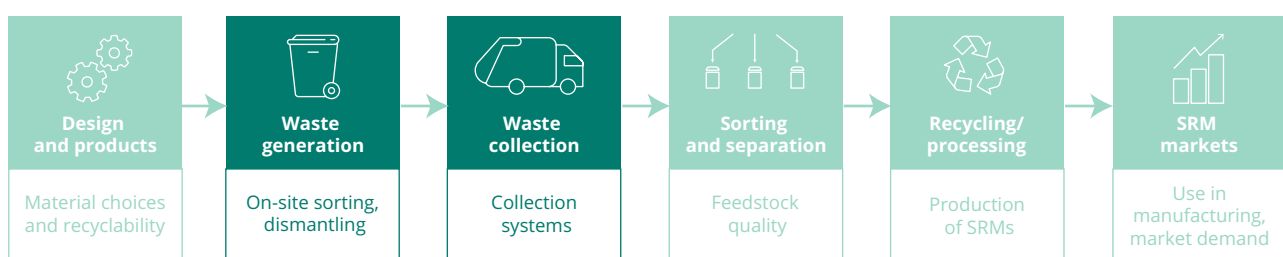 Design
and products
Material choices
and recyclability
Waste
generation
On-site sorting,
dismantling
Waste
collection
Collection
systems
Sorting
and separation
Feedstock
quality
Recycling/
processing
Production
of SRMs
SRM
markets
Use in
manufacturing,
market demand